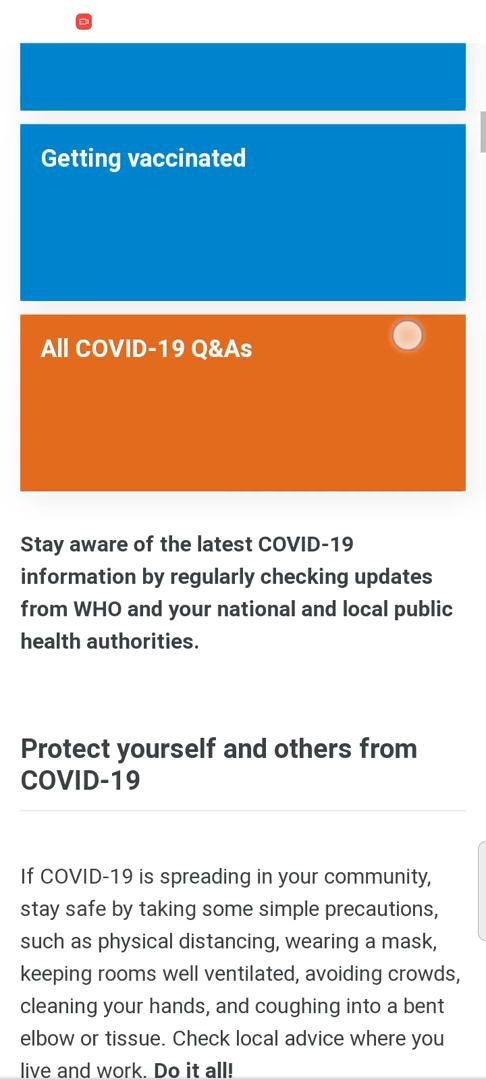 Getting vaccinated
All COVID-19 Q&As
Stay aware of the latest COVID-19
information by regularly checking updates
from WHO and your national and local public
health authorities.
Protect yourself and others from
COVID-19
If COVID-19 is spreading in your community,
stay safe by taking some simple precautions,
such as physical distancing, wearing a mask,
keeping rooms well ventilated, avoiding crowds,
cleaning your hands, and coughing into a bent
elbow or tissue. Check local advice where you
live and work. Do it all!